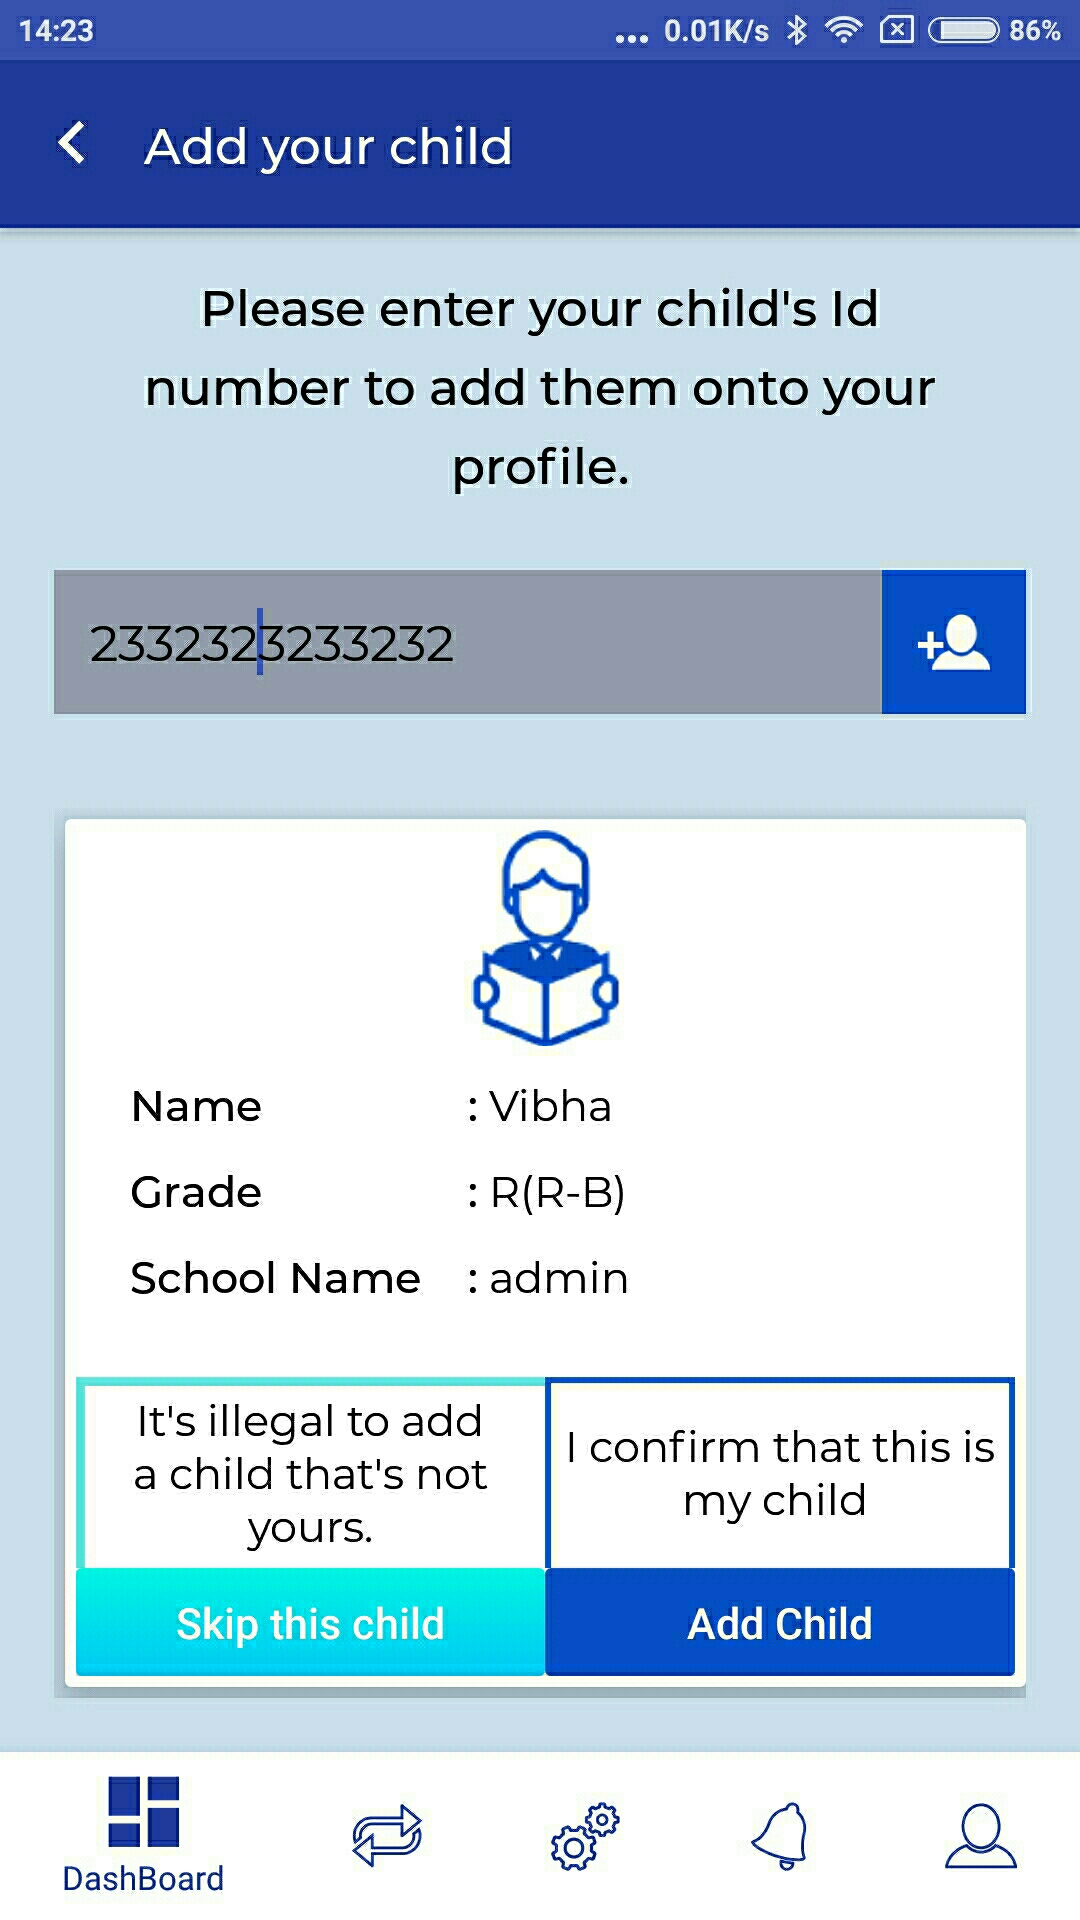 14:23 ... 0.01K/s 86%
Add your child
Please enter your child's Id
number to add them onto your
profile.
2332323233232
Name : Vibha
Grade : R(R-B)
School Name : admin
It's illegal to add
a child that's not
yours.
I confirm that this is
my child
Skip this child
Add Child
DashBoard